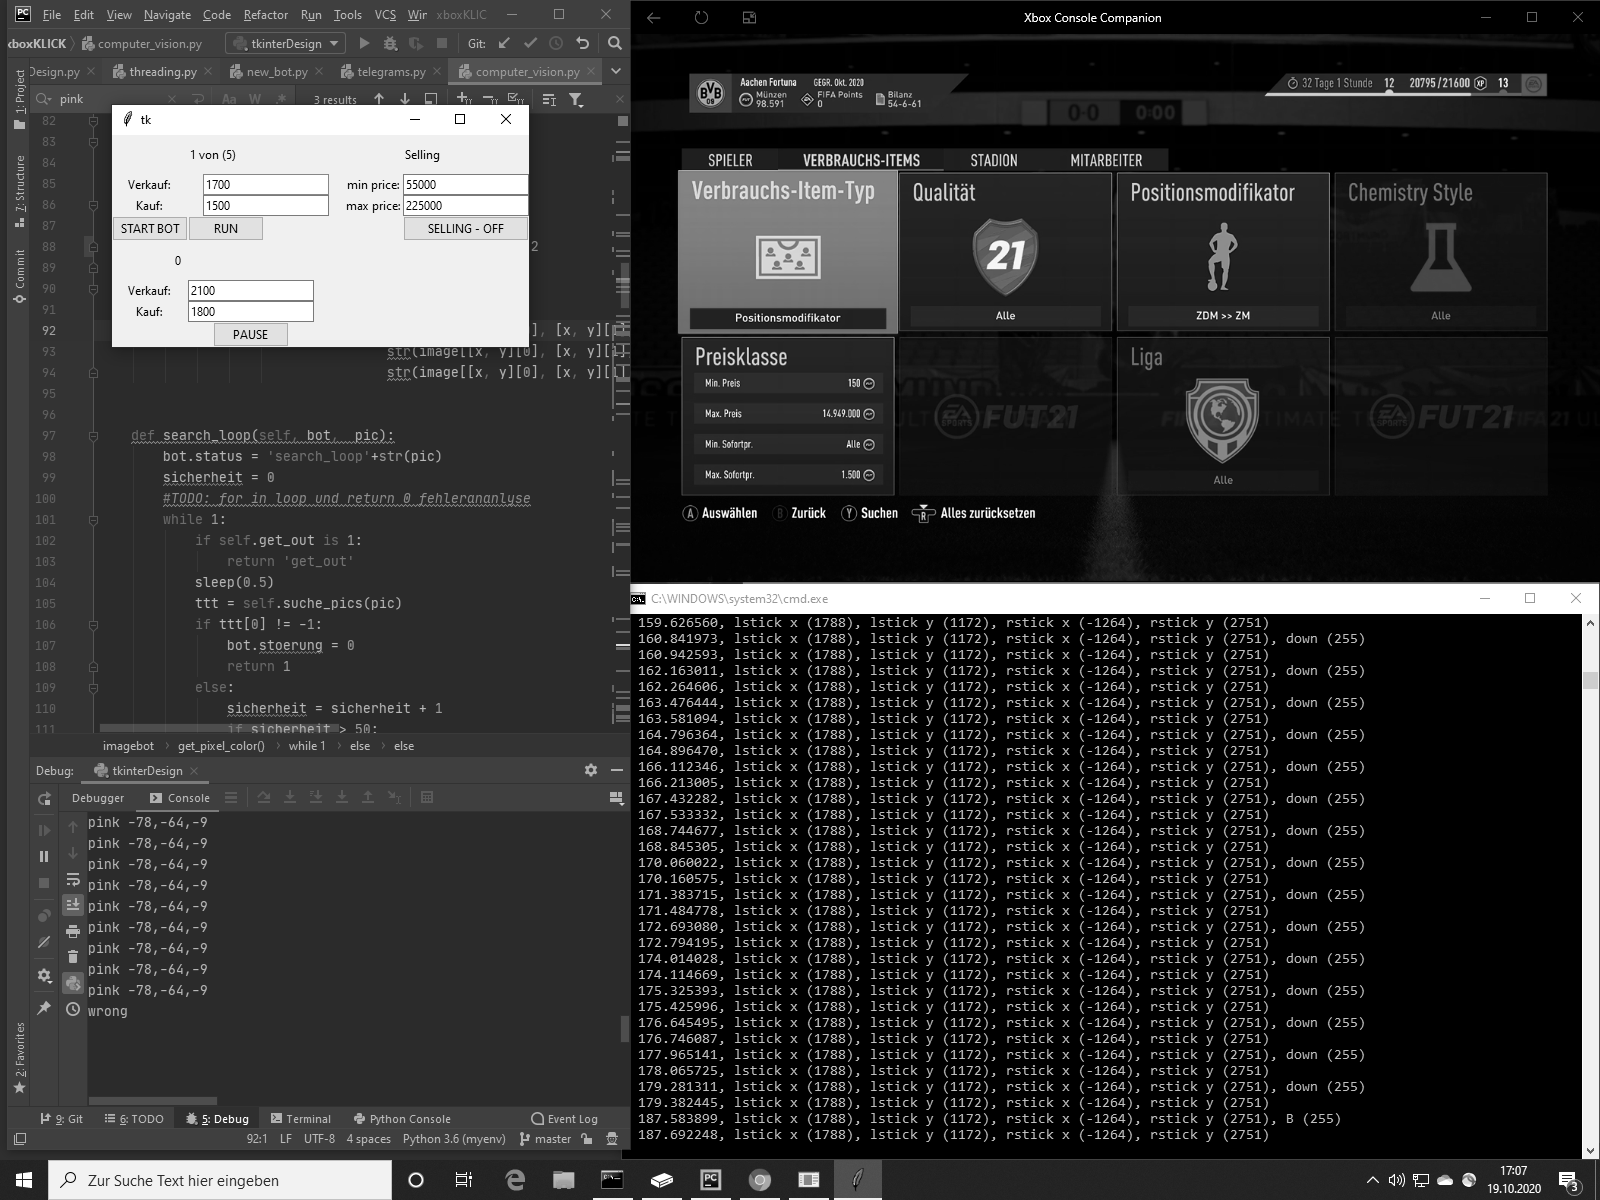 File Edit View Navigate Code Refactor Run Tools VCS Wir xboxKLIC
xboxKLICK computer_vision.py tkinterDesign Git:
Design.py threading.py new_bot.py telegrams.py computer_vision.py
pink Aa W 3 results
1: Project
7: Structure
Commit
2: Favorites
tk
1 von (5) Selling
Verkauf: 1700 min price: 55000
Kauf: 1500 max price: 225000
START BOT RUN SELLING - OFF
0
Verkauf: 2100
Kauf: 1800
PAUSE
82
83
84
85
86
87
88 2
89
90
91
92 ], [x, y][
93 str(image[[x, y][0], [x, y][1]
94 str(image[[x, y][0], [x, y][1]
95
96
97 def search_loop(self, bot, pic):
98 bot.status = 'search_loop'+str(pic)
99 sicherheit = 0
100 #TODO: for in loop und return 0 fehlerananlyse
101 while 1:
102 if self.get_out is 1:
103 return 'get_out'
104 sleep(0.5)
105 ttt = self.suche_pics(pic)
106 if ttt[0] != -1:
107 bot.stoerung = 0
108 return 1
109 else:
110 sicherheit = sicherheit + 1
111 if sicherheit > 50:
imagebot get_pixel_color() while 1 else else
Debug: tkinterDesign
Debugger Console
pink -78,-64,-9
pink -78,-64,-9
pink -78,-64,-9
pink -78,-64,-9
pink -78,-64,-9
pink -78,-64,-9
pink -78,-64,-9
pink -78,-64,-9
pink -78,-64,-9
wrong
9: Git 6: TODO 5: Debug Terminal Python Console Event Log
92:1 LF UTF-8 4 spaces Python 3.6 (myenv) master
Xbox Console Companion
BVB 09
Aachen Fortuna GEGR. Okt. 2020
Münzen 98.591 FIFA Points 0 Bilanz 54-6-61
32 Tage 1 Stunde 12 20795/21600 XP 13
0-0 0:00
SPIELER VERBRAUCHS-ITEMS STADION MITARBEITER
Verbrauchs-Item-Typ
Positionsmodifikator
Qualität
21
Alle
Positionsmodifikator
ZDM >> ZM
Chemistry Style
Alle
Preisklasse
Min. Preis 150
Max. Preis 14.949.000
Min. Sofortpr. Alle
Max. Sofortpr. 1.500
EA SPORTS FUT21
Liga
Alle
EA SPORTS FUT21
A Auswählen B Zurück Y Suchen R Alles zurücksetzen
C:\WINDOWS\system32\cmd.exe
159.626560, lstick x (1788), lstick y (1172), rstick x (-1264), rstick y (2751)
160.841973, lstick x (1788), lstick y (1172), rstick x (-1264), rstick y (2751), down (255)
160.942593, lstick x (1788), lstick y (1172), rstick x (-1264), rstick y (2751)
162.163011, lstick x (1788), lstick y (1172), rstick x (-1264), rstick y (2751), down (255)
162.264606, lstick x (1788), lstick y (1172), rstick x (-1264), rstick y (2751)
163.476444, lstick x (1788), lstick y (1172), rstick x (-1264), rstick y (2751), down (255)
163.581094, lstick x (1788), lstick y (1172), rstick x (-1264), rstick y (2751)
164.796364, lstick x (1788), lstick y (1172), rstick x (-1264), rstick y (2751), down (255)
164.896470, lstick x (1788), lstick y (1172), rstick x (-1264), rstick y (2751)
166.112346, lstick x (1788), lstick y (1172), rstick x (-1264), rstick y (2751), down (255)
166.213005, lstick x (1788), lstick y (1172), rstick x (-1264), rstick y (2751)
167.432282, lstick x (1788), lstick y (1172), rstick x (-1264), rstick y (2751), down (255)
167.533332, lstick x (1788), lstick y (1172), rstick x (-1264), rstick y (2751)
168.744677, lstick x (1788), lstick y (1172), rstick x (-1264), rstick y (2751), down (255)
168.845305, lstick x (1788), lstick y (1172), rstick x (-1264), rstick y (2751)
170.060022, lstick x (1788), lstick y (1172), rstick x (-1264), rstick y (2751), down (255)
170.160575, lstick x (1788), lstick y (1172), rstick x (-1264), rstick y (2751)
171.383715, lstick x (1788), lstick y (1172), rstick x (-1264), rstick y (2751), down (255)
171.484778, lstick x (1788), lstick y (1172), rstick x (-1264), rstick y (2751)
172.693080, lstick x (1788), lstick y (1172), rstick x (-1264), rstick y (2751), down (255)
172.794195, lstick x (1788), lstick y (1172), rstick x (-1264), rstick y (2751)
174.014028, lstick x (1788), lstick y (1172), rstick x (-1264), rstick y (2751), down (255)
174.114669, lstick x (1788), lstick y (1172), rstick x (-1264), rstick y (2751)
175.325393, lstick x (1788), lstick y (1172), rstick x (-1264), rstick y (2751), down (255)
175.425996, lstick x (1788), lstick y (1172), rstick x (-1264), rstick y (2751)
176.645495, lstick x (1788), lstick y (1172), rstick x (-1264), rstick y (2751), down (255)
176.746087, lstick x (1788), lstick y (1172), rstick x (-1264), rstick y (2751)
177.965141, lstick x (1788), lstick y (1172), rstick x (-1264), rstick y (2751), down (255)
178.065725, lstick x (1788), lstick y (1172), rstick x (-1264), rstick y (2751)
179.281311, lstick x (1788), lstick y (1172), rstick x (-1264), rstick y (2751), down (255)
179.382445, lstick x (1788), lstick y (1172), rstick x (-1264), rstick y (2751)
187.583899, lstick x (1788), lstick y (1172), rstick x (-1264), rstick y (2751), B (255)
187.692248, lstick x (1788), lstick y (1172), rstick x (-1264), rstick y (2751)
Zur Suche Text hier eingeben
17:07
19.10.2020
3